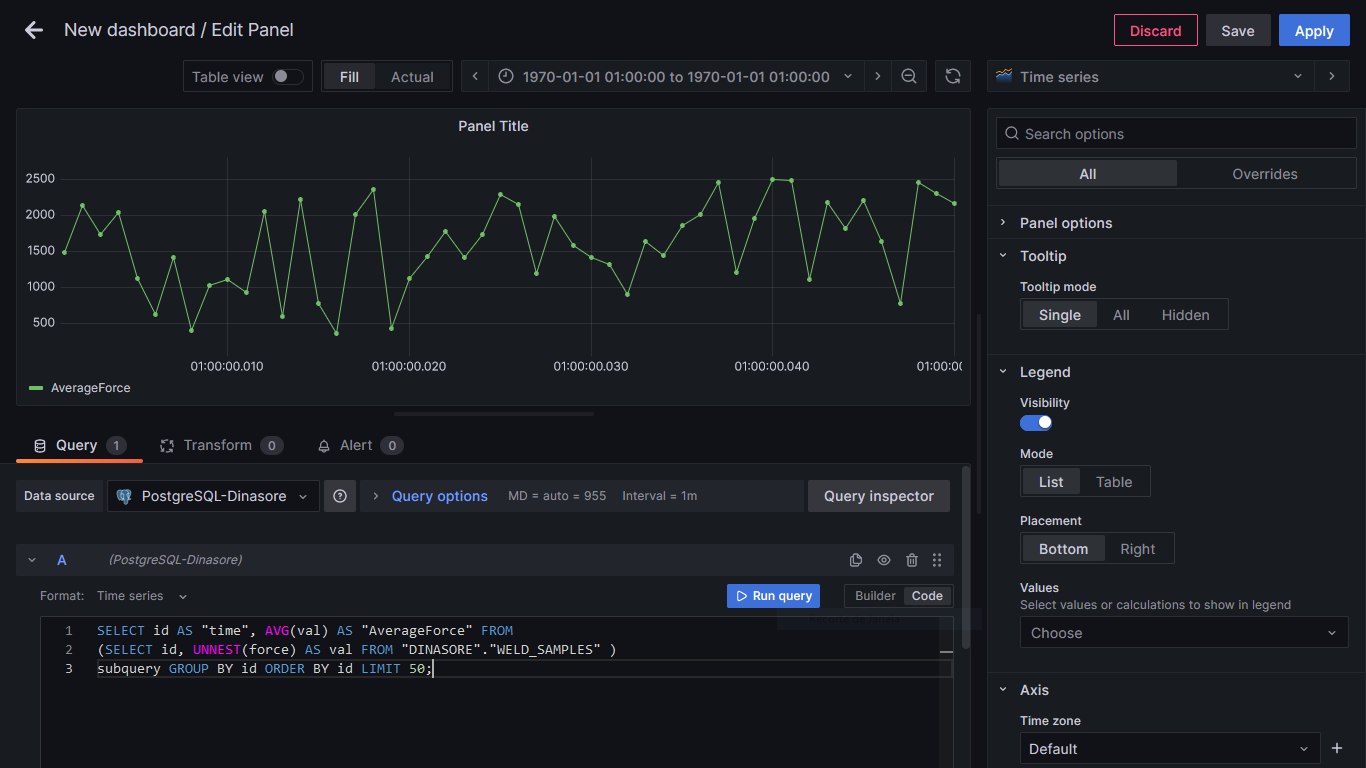 New dashboard / Edit Panel
Discard
Save
Apply
Table view
Fill
Actual
1970-01-01 01:00:00 to 1970-01-01 01:00:00
Time series
Panel Title
2500
2000
1500
1000
500
01:00:00.010
01:00:00.020
01:00:00.030
01:00:00.040
01:00:0
AverageForce
Query 1
Transform 0
Alert 0
Data source
PostgreSQL-Dinasore
Query options
MD = auto = 955
Interval = 1m
Query inspector
A
(PostgreSQL-Dinasore)
Format: Time series
Run query
Builder
Code
1 SELECT id AS "time", AVG(val) AS "AverageForce" FROM
2 (SELECT id, UNNEST(force) AS val FROM "DINASORE"."WELD_SAMPLES" )
3 subquery GROUP BY id ORDER BY id LIMIT 50;
Search options
All
Overrides
Panel options
Tooltip
Tooltip mode
Single
All
Hidden
Legend
Visibility
Mode
List
Table
Placement
Bottom
Right
Values
Select values or calculations to show in legend
Choose
Axis
Time zone
Default